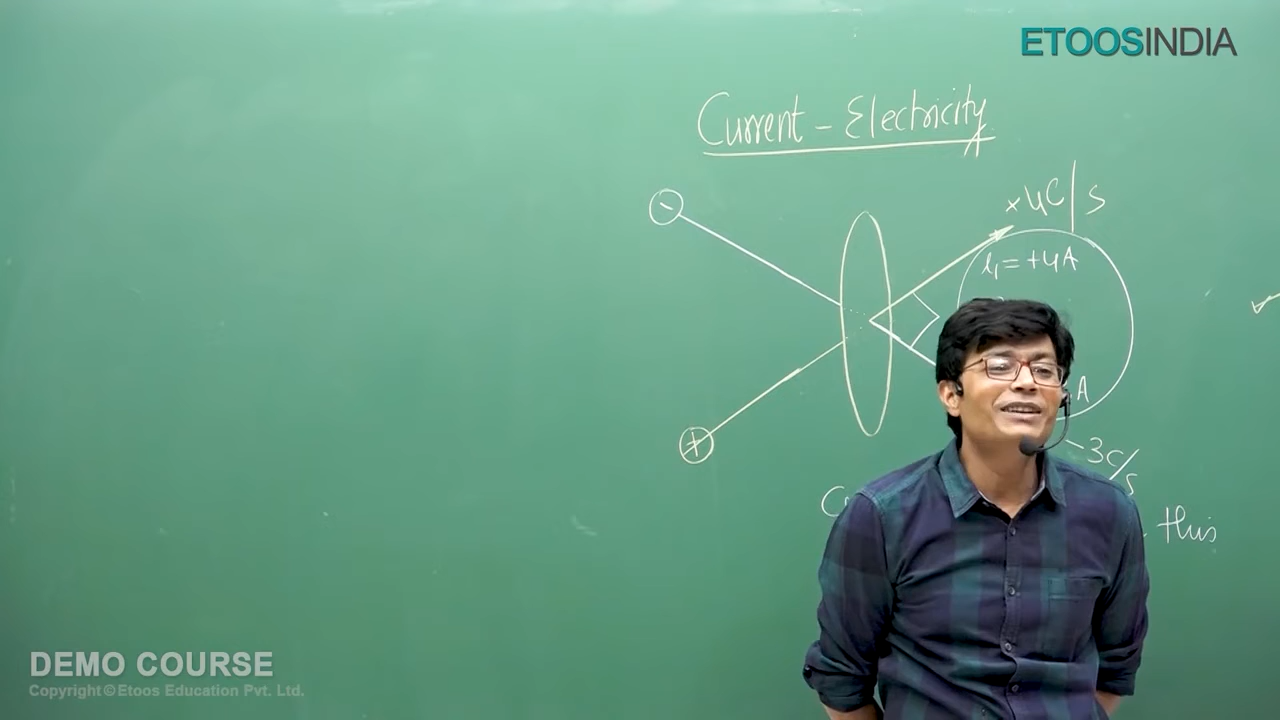 ETOOSINDIA
Current - Electricity
-
+4C/s
i₁ = +4A
A
+
-3C/s
this
DEMO COURSE
Copyright © Etoos Education Pvt. Ltd.